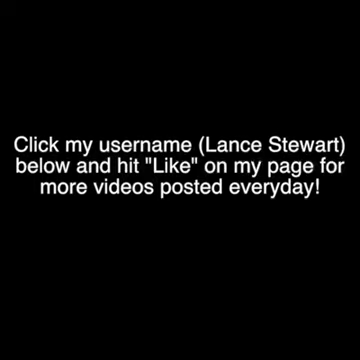 Click my username (Lance Stewart)
below and hit "Like" on my page for
more videos posted everyday!